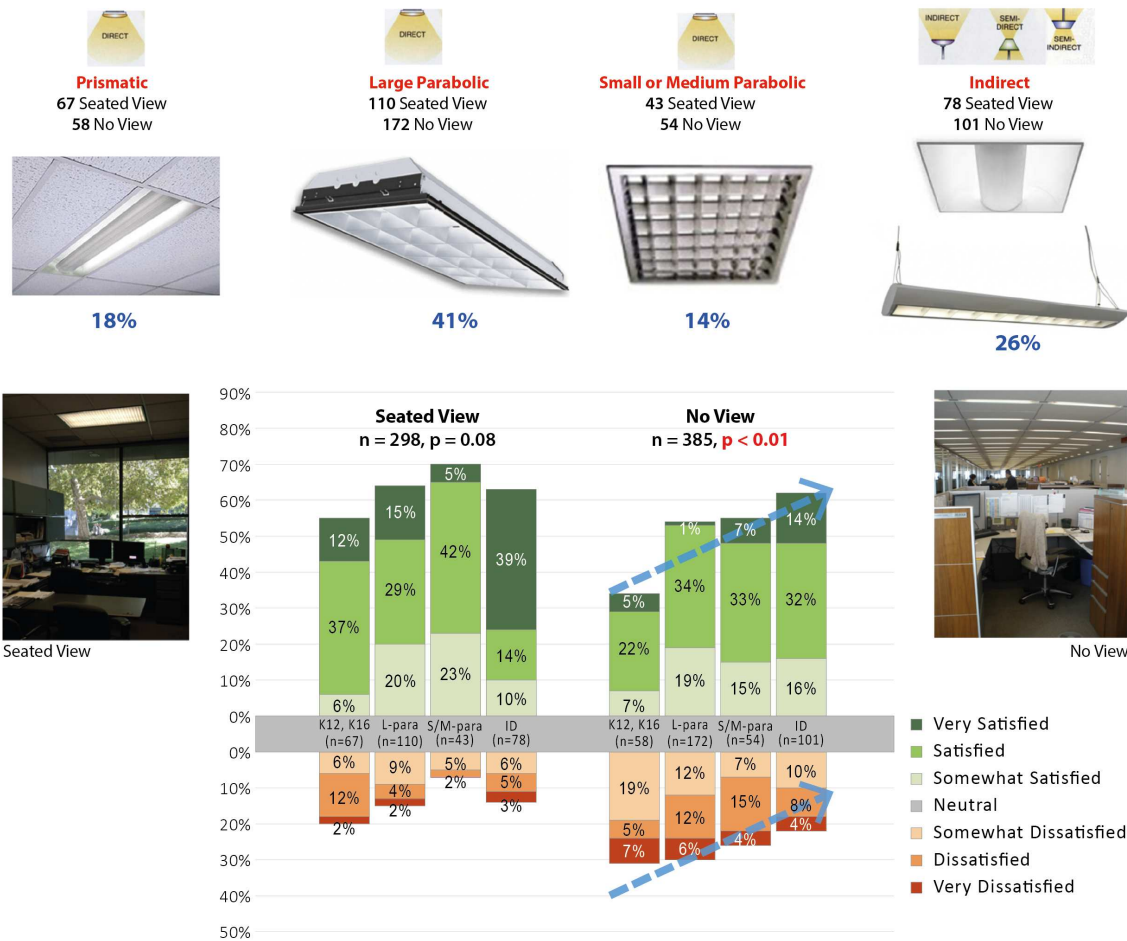 DIRECT
Prismatic
67 Seated View
58 No View
18%
DIRECT
Large Parabolic
110 Seated View
172 No View
41%
DIRECT
Small or Medium Parabolic
43 Seated View
54 No View
14%
INDIRECT
SEMI-
DIRECT
SEMI-
INDIRECT
Indirect
78 Seated View
101 No View
26%
Seated View
No View
90%
80%
70%
60%
50%
40%
30%
20%
10%
0%
0%
10%
20%
30%
40%
50%
Seated View
n = 298, p = 0.08
12%
37%
6%
15%
29%
20%
5%
42%
23%
39%
14%
10%
K12, K16
(n=67)
L-para
(n=110)
S/M-para
(n=43)
ID
(n=78)
6%
12%
2%
9%
4%
2%
5%
2%
6%
5%
3%
No View
n = 385, p < 0.01
5%
22%
7%
1%
34%
19%
7%
33%
15%
14%
32%
16%
K12, K16
(n=58)
L-para
(n=172)
S/M-para
(n=54)
ID
(n=101)
19%
5%
7%
12%
12%
6%
7%
15%
4%
10%
8%
4%
Very Satisfied
Satisfied
Somewhat Satisfied
Neutral
Somewhat Dissatisfied
Dissatisfied
Very Dissatisfied